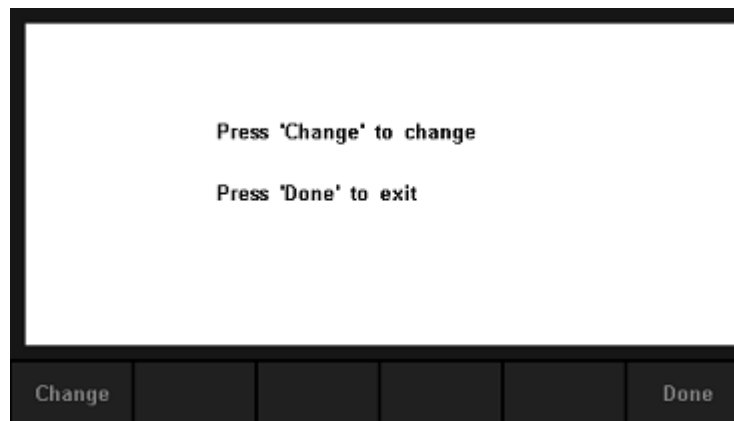 Press 'Change' to change
Press 'Done' to exit
Change Done